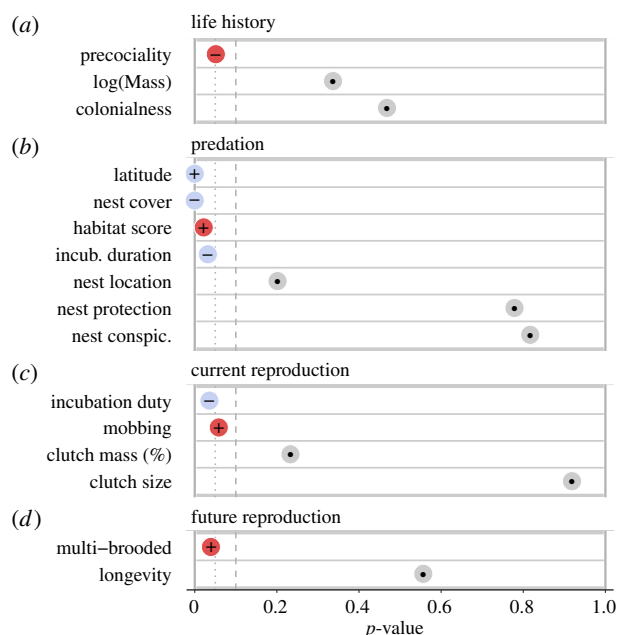 (a) life history
precociality −
log(Mass)
colonialness
(b) predation
latitude +
nest cover −
habitat score +
incub. duration −
nest location
nest protection
nest conspic.
(c) current reproduction
incubation duty −
mobbing +
clutch mass (%)
clutch size
(d) future reproduction
multi−brooded +
longevity
0 0.2 0.4 0.6 0.8 1.0
p-value